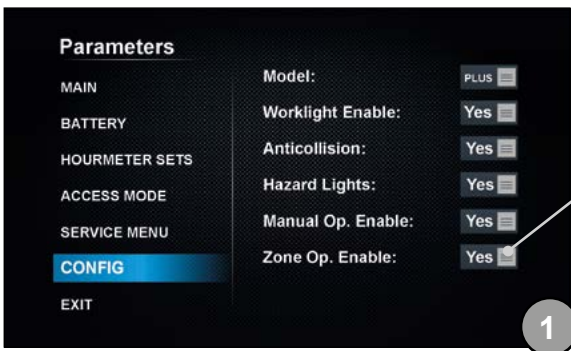 Parameters
MAIN
BATTERY
HOURMETER SETS
ACCESS MODE
SERVICE MENU
CONFIG
EXIT
Model: PLUS
Worklight Enable: Yes
Anticollision: Yes
Hazard Lights: Yes
Manual Op. Enable: Yes
Zone Op. Enable: Yes
1